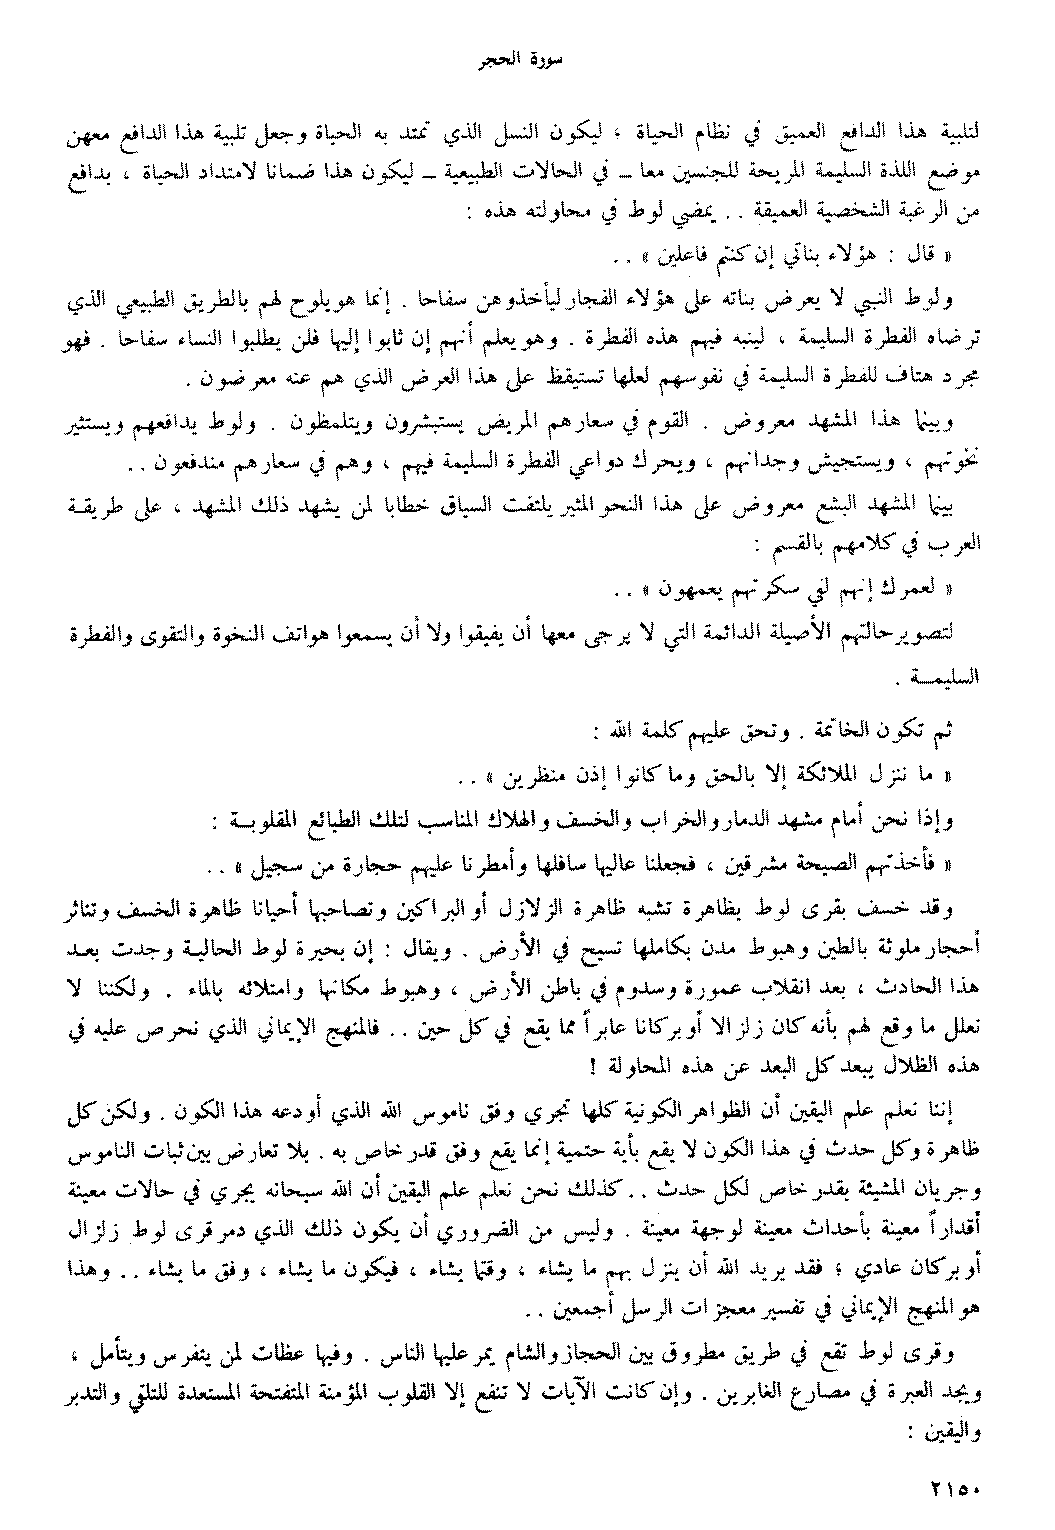 سورة الحجر
لتلبية هذا الدافع العميق في نظام الحياة ؛ ليكون النسل الذي تمتد به الحياة وجعل تلبية هذا الدافع معهن
موضع اللذة السليمة المريحة للجنسين معا – في الحالات الطبيعية – ليكون هذا ضمانا لامتداد الحياة ، بدافع
من الرغبة الشخصية العميقة . . يمضي لوط في محاولته هذه :
« قال : هؤلاء بناتي إن كنتم فاعلين » . .
ولوط النبي لا يعرض بناته على هؤلاء الفجار ليأخذوهن سفاحا . إنما هو يلوح لهم بالطريق الطبيعي الذي
ترضاه الفطرة السليمة ، لينبه فيهم هذه الفطرة . وهو يعلم أنهم إن ثابوا إليها فلن يطلبوا النساء سفاحا . فهو
مجرد هتاف للفطرة السليمة في نفوسهم لعلها تستيقظ على هذا العرض الذي هم عنه معرضون .
وبينما هذا المشهد معروض . القوم في سعارهم المريض يستبشرون ويتلمظون . ولوط يدافعهم ويستثير
نخوتهم ، ويستجيش وجدانهم ، ويحرك دواعي الفطرة السليمة فيهم ، وهم في سعارهم مندفعون . .
بينما المشهد البشع معروض على هذا النحو المثير يلتفت السياق خطابا لمن يشهد ذلك المشهد ، على طريقة
العرب في كلامهم بالقسم :
« لعمرك إنهم لفي سكرتهم يعمهون » . .
لتصوير حالتهم الأصيلة الدائمة التي لا يرجى معها أن يفيقوا ولا أن يسمعوا هواتف النخوة والتقوى والفطرة
السليمة .
ثم تكون الخاتمة . وتحق عليهم كلمة الله :
« ما ننزل الملائكة إلا بالحق وما كانوا إذن منظرين » . .
وإذا نحن أمام مشهد الدمار والخراب والخسف والهلاك المناسب لتلك الطبائع المقلوبة :
« فأخذتهم الصيحة مشرقين ، فجعلنا عاليها سافلها وأمطرنا عليهم حجارة من سجيل » . .
وقد خسف بقرى لوط بظاهرة تشبه ظاهرة الزلازل أو البراكين وتصاحبها أحيانا ظاهرة الخسف وتناثر
أحجار ملوثة بالطين وهبوط مدن بكاملها تسيح في الأرض . ويقال : إن بحيرة لوط الحالية وجدت بعد
هذا الحادث ، بعد انقلاب عمورة وسدوم في باطن الأرض ، وهبوط مكانها وامتلائه بالماء . ولكننا لا
نعلل ما وقع لهم بأنه كان زلزالا أو بركانا عابراً مما يقع في كل حين . . فالمنهج الإيماني الذي نحرص عليه في
هذه الظلال يبعد كل البعد عن هذه المحاولة !
إننا نعلم علم اليقين أن الظواهر الكونية كلها تجري وفق ناموس الله الذي أودعه هذا الكون . ولكن كل
ظاهرة وكل حدث في هذا الكون لا يقع بأية حتمية إنما يقع وفق قدر خاص به . بلا تعارض بين ثبات الناموس
وجريان المشيئة بقدر خاص لكل حدث . . كذلك نحن نعلم علم اليقين أن الله سبحانه يجري في حالات معينة
أقداراً معينة بأحداث معينة لوجهة معينة . وليس من الضروري أن يكون ذلك الذي دمر قرى لوط زلزال
أو بركان عادي ؛ فقد يريد الله أن ينزل بهم ما يشاء ، وقتما يشاء ، فيكون ما يشاء ، وفق ما يشاء . . وهذا
هو المنهج الإيماني في تفسير معجزات الرسل أجمعين . .
وقرى لوط تقع في طريق مطروق بين الحجاز والشام يمر عليها الناس . وفيها عظات لمن يتفرس ويتأمل ،
ويجد العبرة في مصارع الغابرين . وإن كانت الآيات لا تنفع إلا القلوب المؤمنة المتفتحة المستعدة للتلقي والتدبر
واليقين :
٢١٥٠